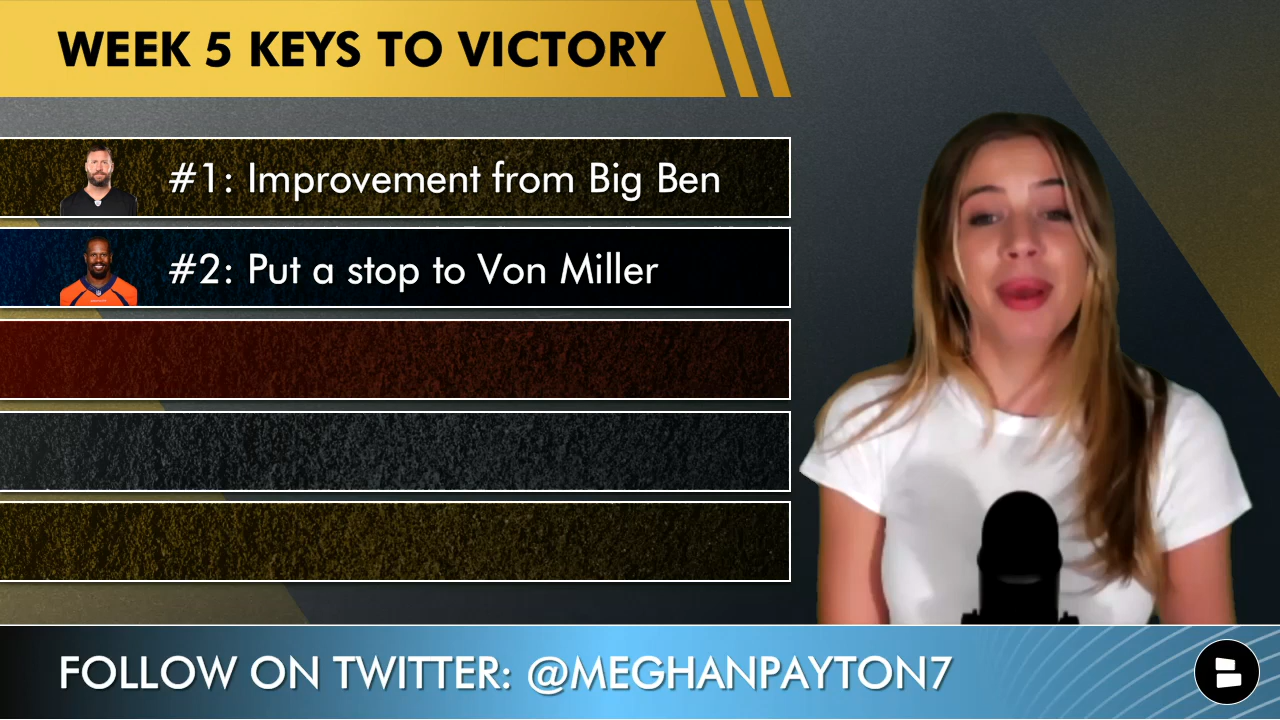 WEEK 5 KEYS TO VICTORY
#1: Improvement from Big Ben
#2: Put a stop to Von Miller
FOLLOW ON TWITTER: @MEGHANPAYTON7